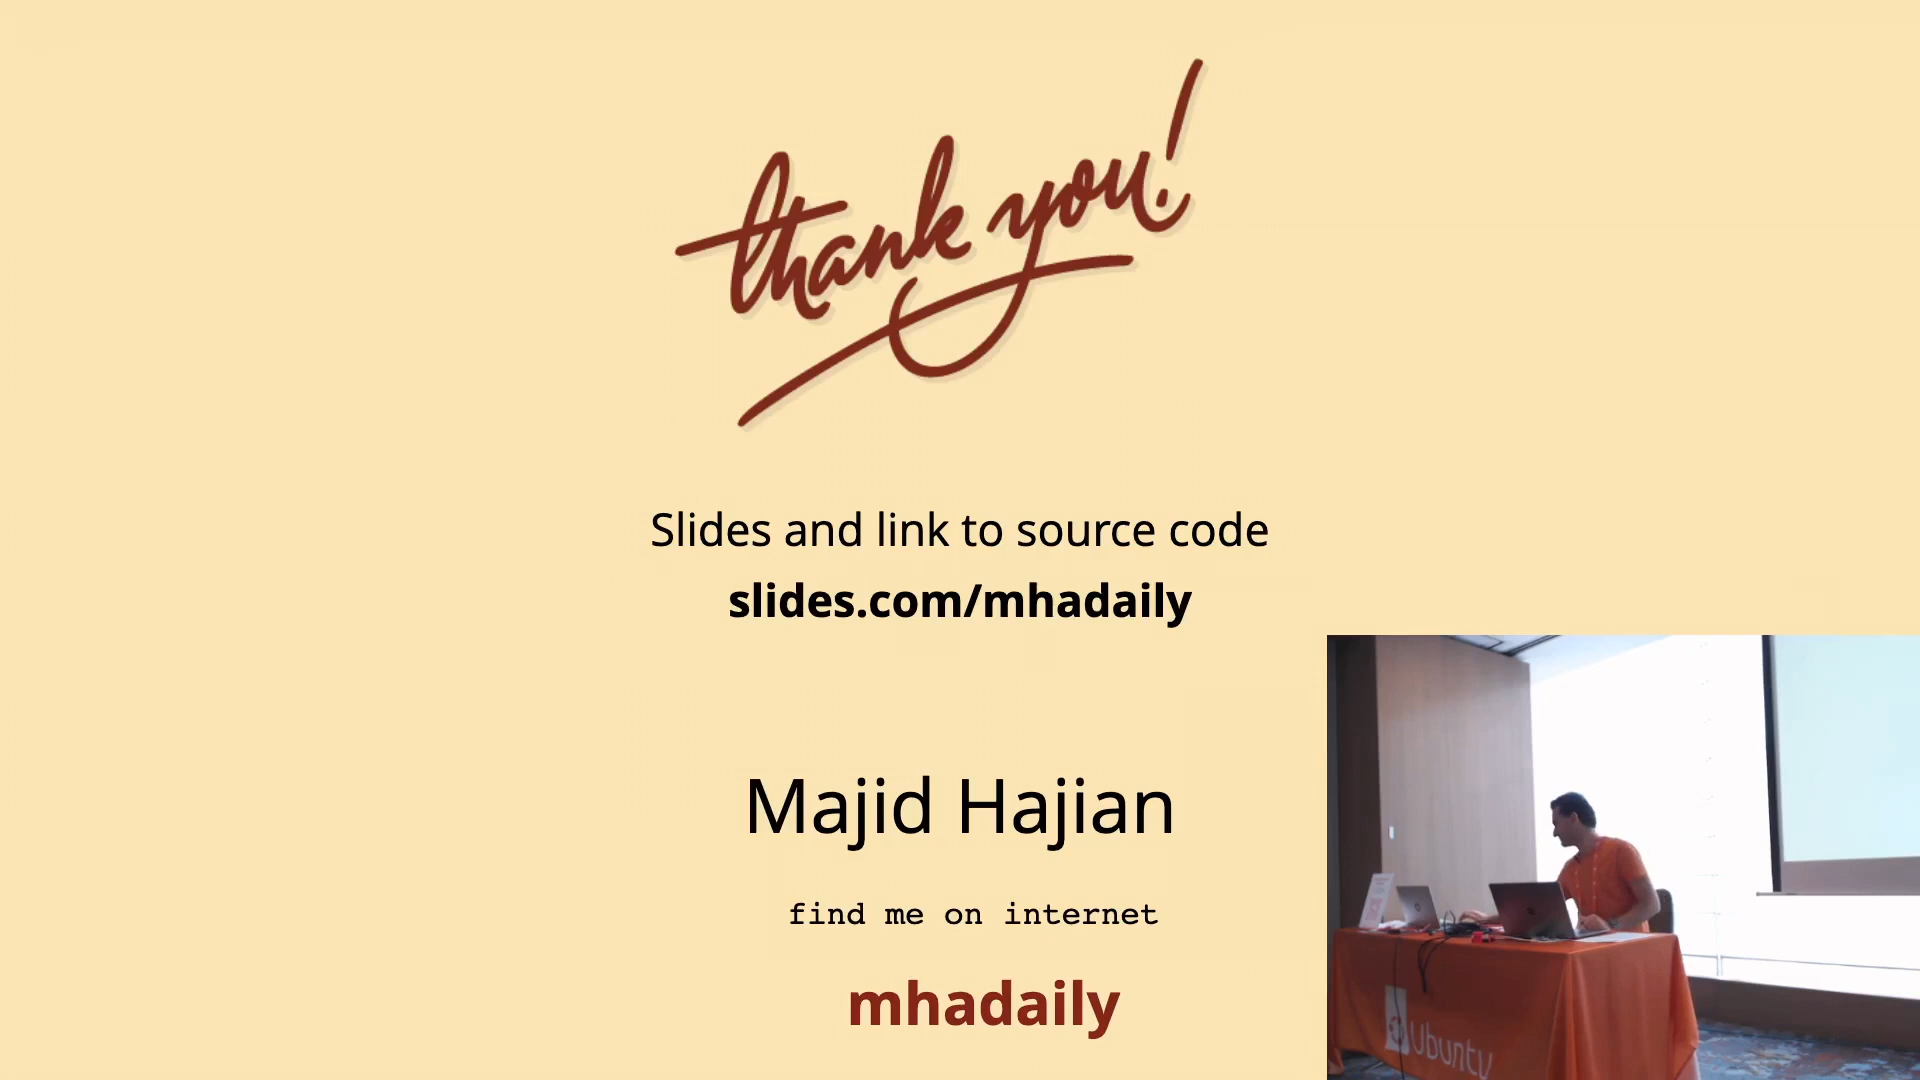 thank you!
Slides and link to source code
slides.com/mhadaily
Majid Hajian
find me on internet
mhadaily
Ubuntu